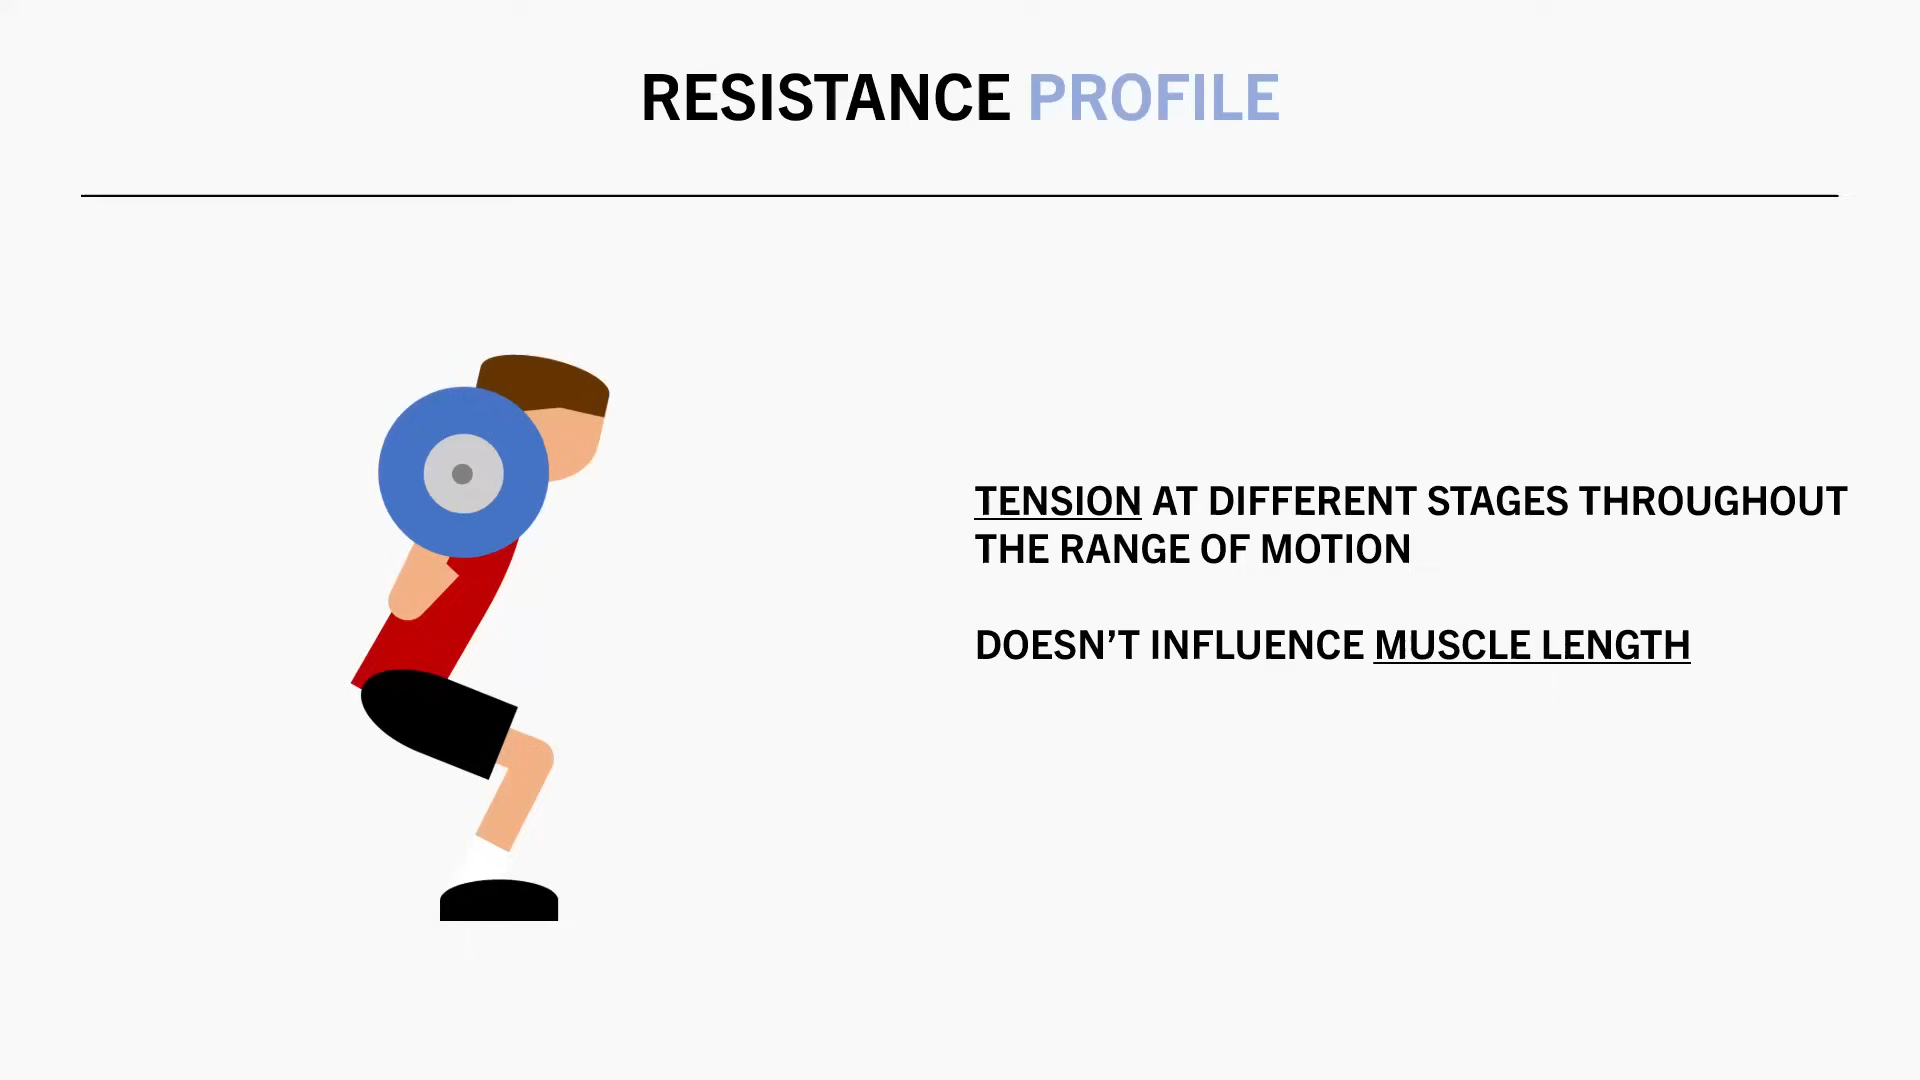 RESISTANCE PROFILE
TENSION AT DIFFERENT STAGES THROUGHOUT
THE RANGE OF MOTION
DOESN’T INFLUENCE MUSCLE LENGTH